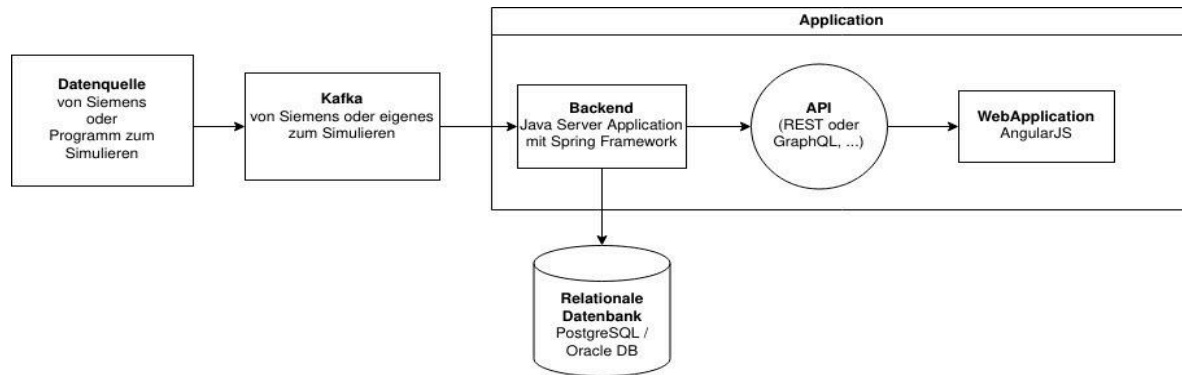 Application
Datenquelle
von Siemens
oder
Programm zum
Simulieren
Kafka
von Siemens oder eigenes
zum Simulieren
Backend
Java Server Application
mit Spring Framework
API
(REST oder
GraphQL, ...)
WebApplication
AngularJS
Relationale
Datenbank
PostgreSQL /
Oracle DB